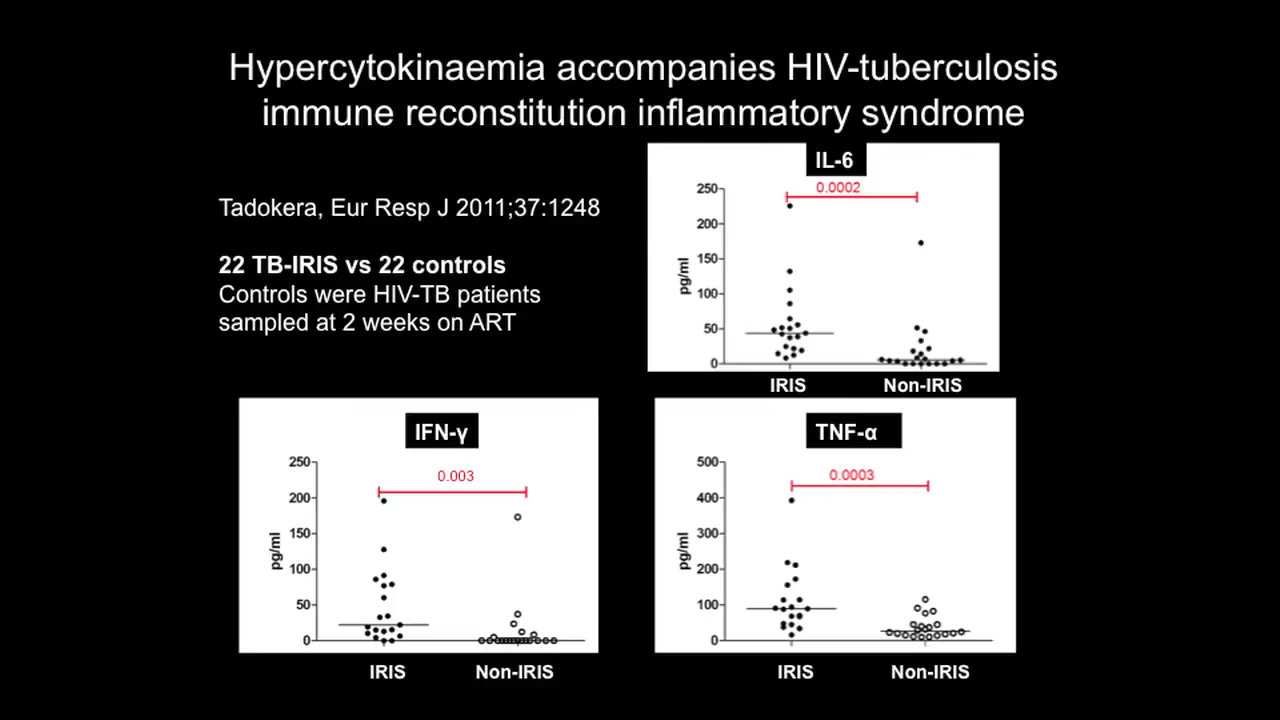 Hypercytokinaemia accompanies HIV-tuberculosis
immune reconstitution inflammatory syndrome
Tadokera, Eur Resp J 2011;37:1248
22 TB-IRIS vs 22 controls
Controls were HIV-TB patients
sampled at 2 weeks on ART
IL-6
0.0002
250
200
150
100
50
0
pg/ml
IRIS
Non-IRIS
IFN-γ
0.003
250
200
150
100
50
0
pg/ml
IRIS
Non-IRIS
TNF-α
0.0003
500
400
300
200
100
0
pg/ml
IRIS
Non-IRIS